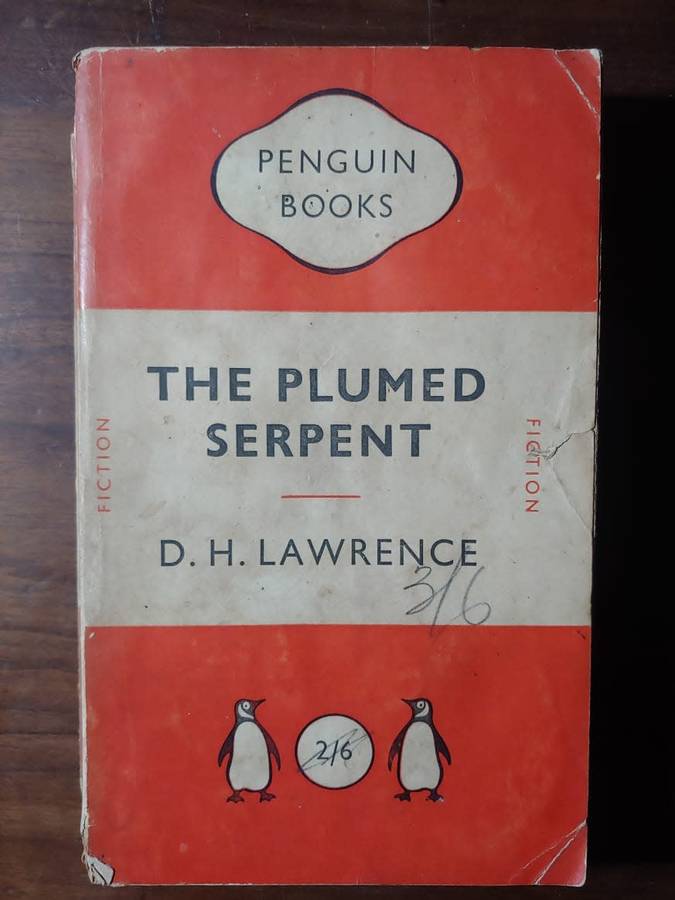 PENGUIN
BOOKS
THE PLUMED
SERPENT
FICTION
FICTION
D. H. LAWRENCE
3/6
2/6